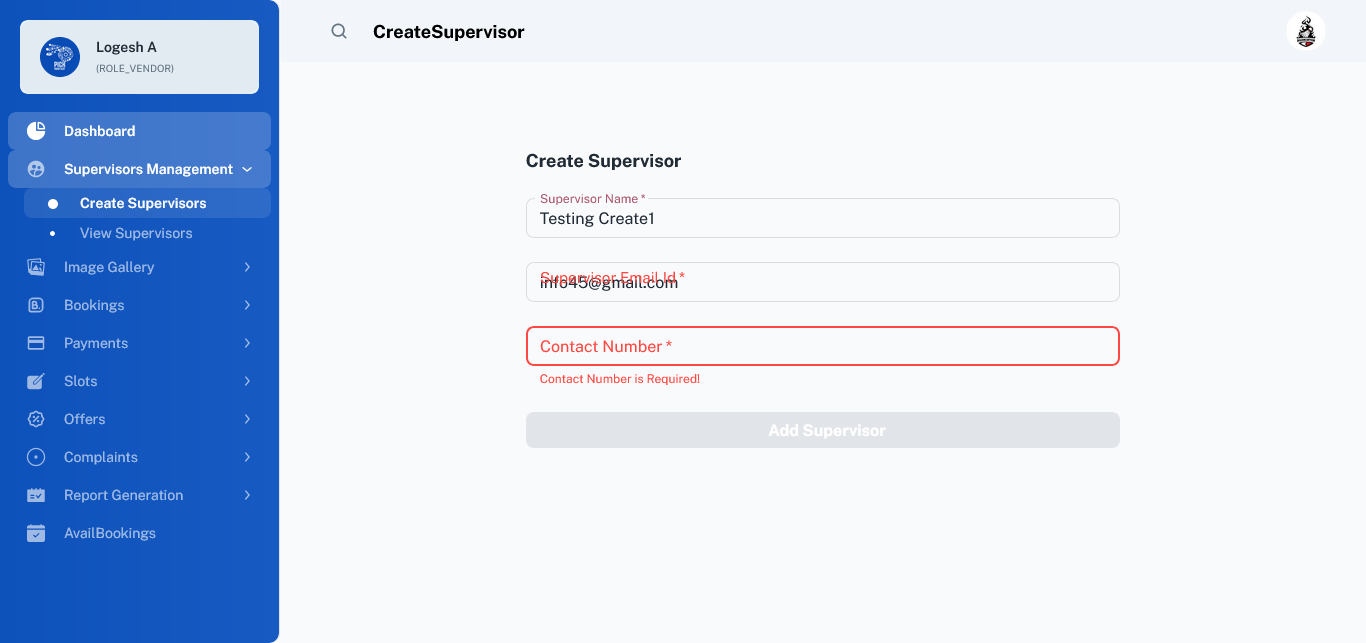 Logesh A
(ROLE_VENDOR)
Dashboard
Supervisors Management
Create Supervisors
View Supervisors
Image Gallery
Bookings
Payments
Slots
Offers
Complaints
Report Generation
AvailBookings
CreateSupervisor
Create Supervisor
Supervisor Name *
Testing Create1
Supervisor Email Id *
info45@gmail.com
Contact Number *
Contact Number is Required!
Add Supervisor